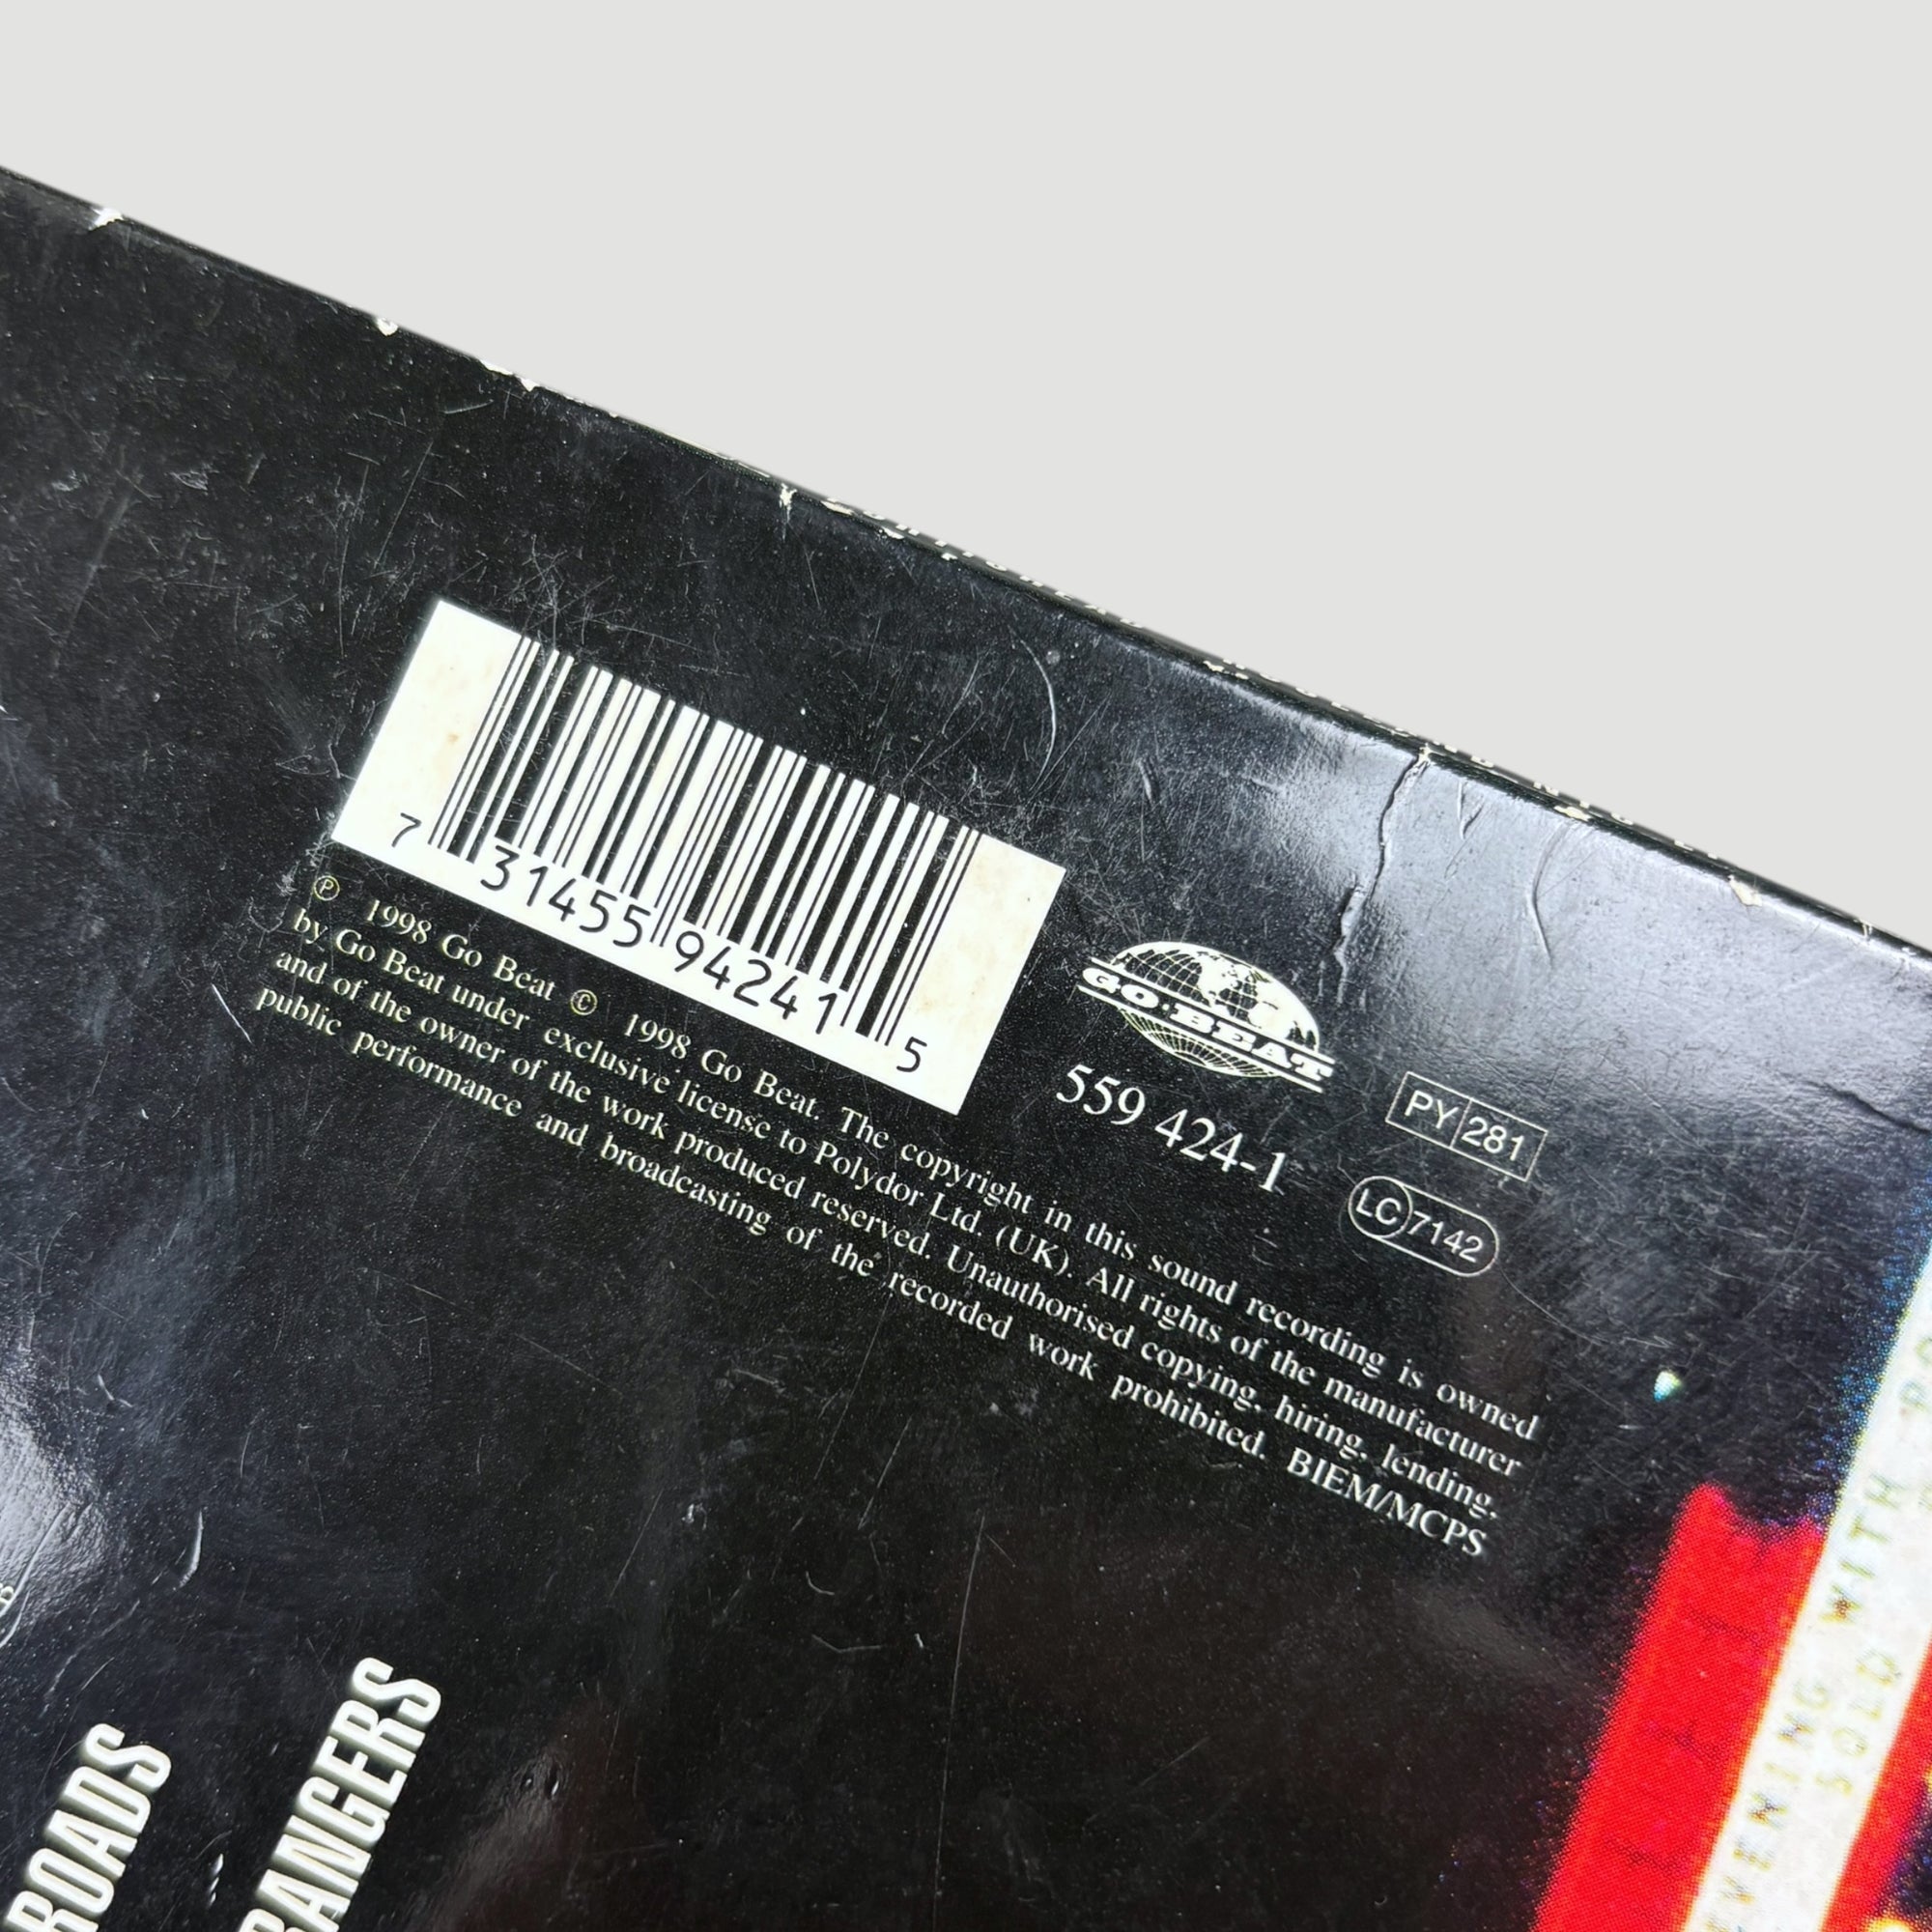 7 31455 94241 5
GO·BEAT
559 424-1
PY 281
LC 7142
℗ 1998 Go Beat © 1998 Go Beat. The copyright in this sound recording is owned
by Go Beat under exclusive license to Polydor Ltd. (UK). All rights of the manufacturer
and of the owner of the work produced reserved. Unauthorised copying, hiring, lending,
public performance and broadcasting of the recorded work prohibited. BIEM/MCPS
ROADS
WITH
SOLD